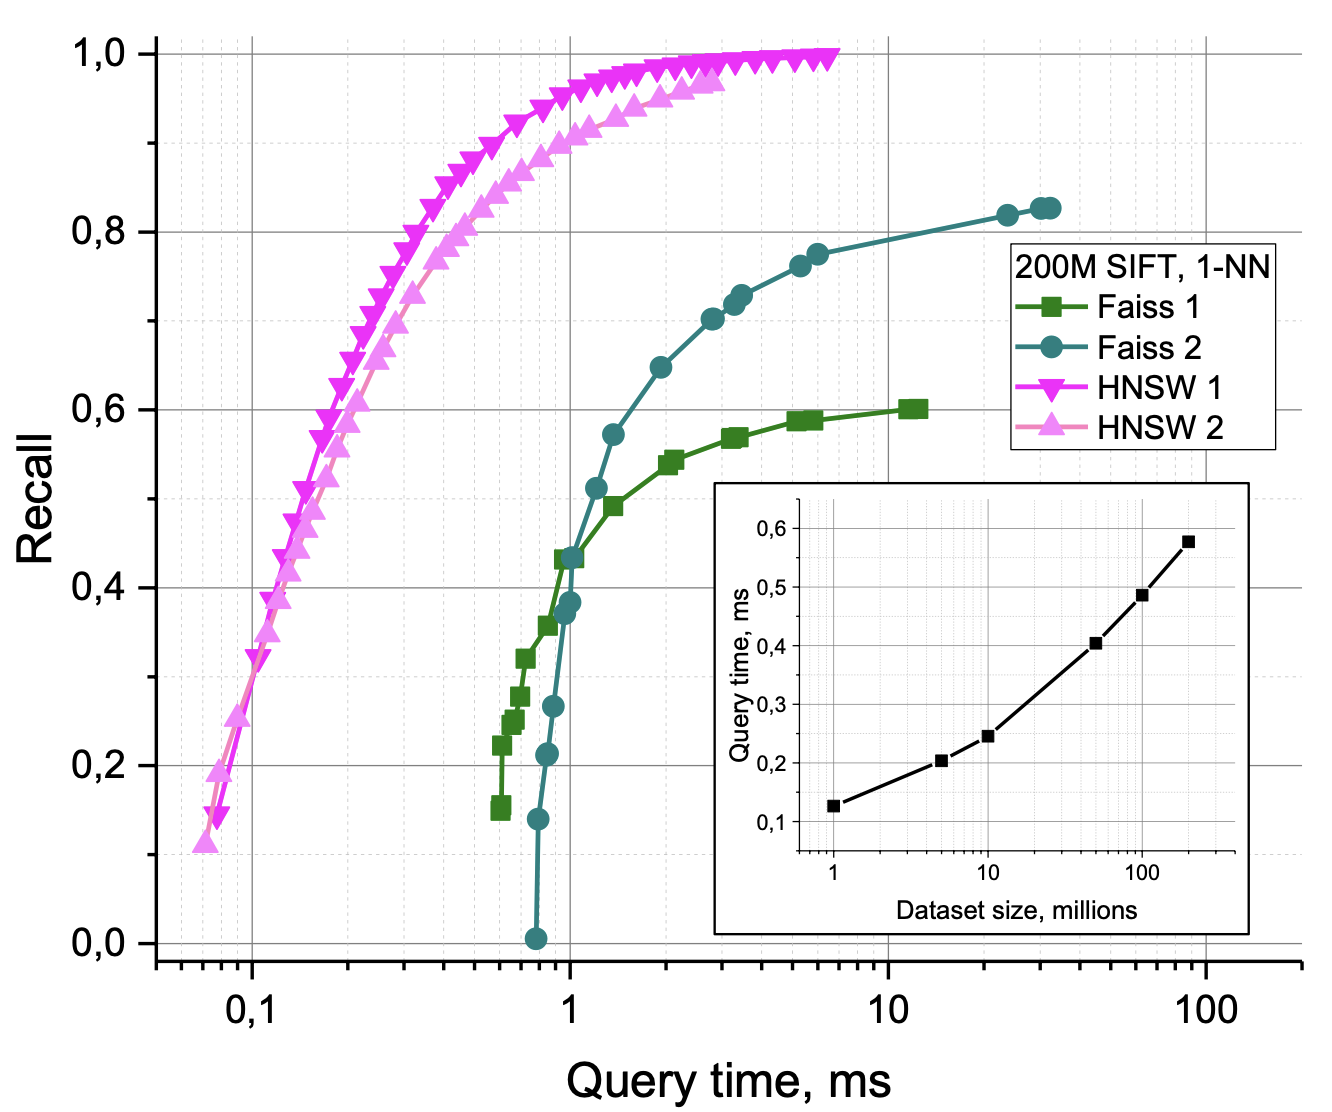 1,0
0,8
0,6
0,4
0,2
0,0
Recall
0,1
1
10
100
Query time, ms
200M SIFT, 1-NN
Faiss 1
Faiss 2
HNSW 1
HNSW 2
0,6
0,5
0,4
0,3
0,2
0,1
Query time, ms
1
10
100
Dataset size, millions